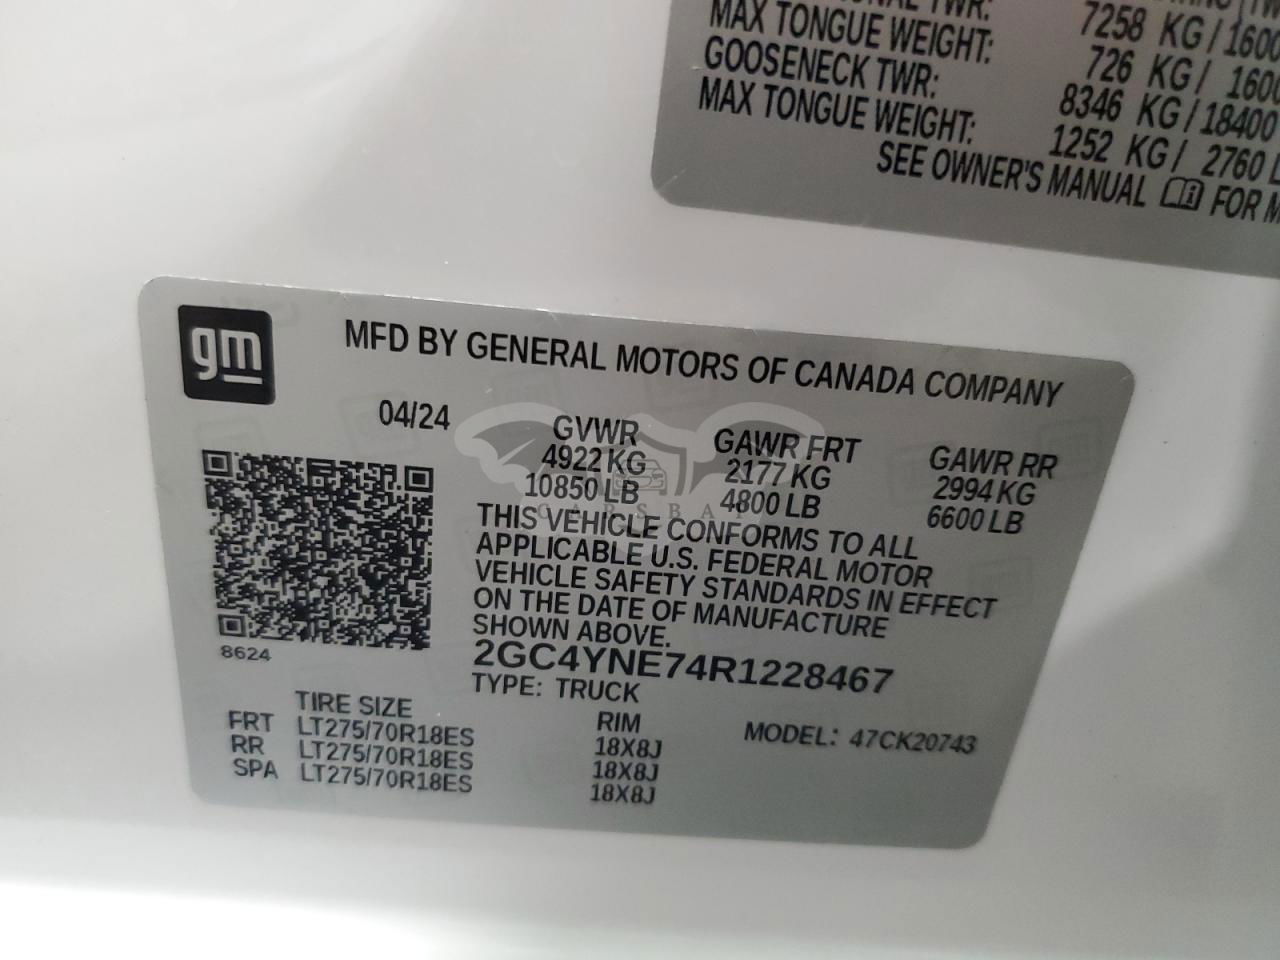 7258 KG / 1600
MAX TONGUE WEIGHT: 726 KG / 1600
GOOSENECK TWR: 8346 KG / 18400
MAX TONGUE WEIGHT: 1252 KG / 2760 L
SEE OWNER'S MANUAL FOR M
gm
MFD BY GENERAL MOTORS OF CANADA COMPANY
04/24 GVWR GAWR FRT GAWR RR
4922 KG 2177 KG 2994 KG
10850 LB 4800 LB 6600 LB
CARSBAT
THIS VEHICLE CONFORMS TO ALL
APPLICABLE U.S. FEDERAL MOTOR
VEHICLE SAFETY STANDARDS IN EFFECT
ON THE DATE OF MANUFACTURE
SHOWN ABOVE.
8624
2GC4YNE74R1228467
TYPE: TRUCK
TIRE SIZE RIM MODEL: 47CK20743
FRT LT275/70R18ES 18X8J
RR LT275/70R18ES 18X8J
SPA LT275/70R18ES 18X8J